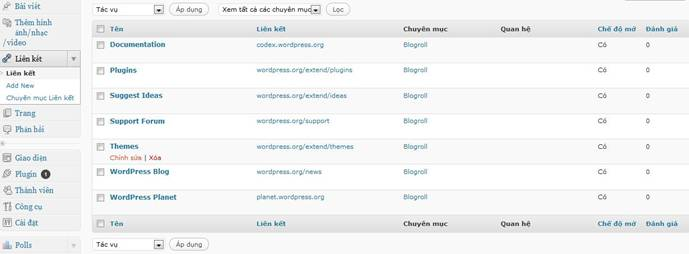 Bài viết
Thêm hình ảnh/nhạc
/video
Liên kết
Liên kết
Add New
Chuyên mục Liên kết
Trang
Phản hồi
Giao diện
Plugin 1
Thành viên
Công cụ
Cài đặt
Polls
Tác vụ Áp dụng Xem tất cả các chuyên mục Lọc
Tên Liên kết Chuyên mục Quan hệ Chế độ mở Đánh giá
Documentation codex.wordpress.org Blogroll Có 0
Plugins wordpress.org/extend/plugins Blogroll Có 0
Suggest Ideas wordpress.org/extend/ideas Blogroll Có 0
Support Forum wordpress.org/support Blogroll Có 0
Themes wordpress.org/extend/themes Blogroll Có 0
Chỉnh sửa | Xóa
WordPress Blog wordpress.org/news Blogroll Có 0
WordPress Planet planet.wordpress.org Blogroll Có 0
Tên Liên kết Chuyên mục Quan hệ Chế độ mở Đánh giá
Tác vụ Áp dụng